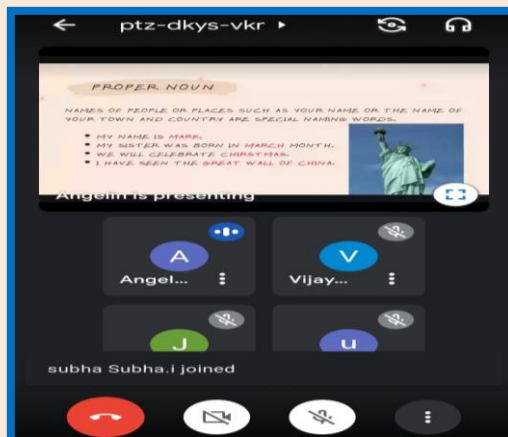 ptz-dkys-vkr
PROPER NOUN
NAMES OF PEOPLE OR PLACES SUCH AS YOUR NAME OR THE NAME OF
YOUR TOWN AND COUNTRY ARE SPECIAL NAMING WORDS.
• MY NAME IS MARK.
• MY SISTER WAS BORN IN MARCH MONTH.
• WE WILL CELEBRATE CHIRSTMAS.
• I HAVE SEEN THE GREAT WALL OF CHINA.
Angelin is presenting
A
V
Angel...
Vijay...
J
u
subha Subha.i joined